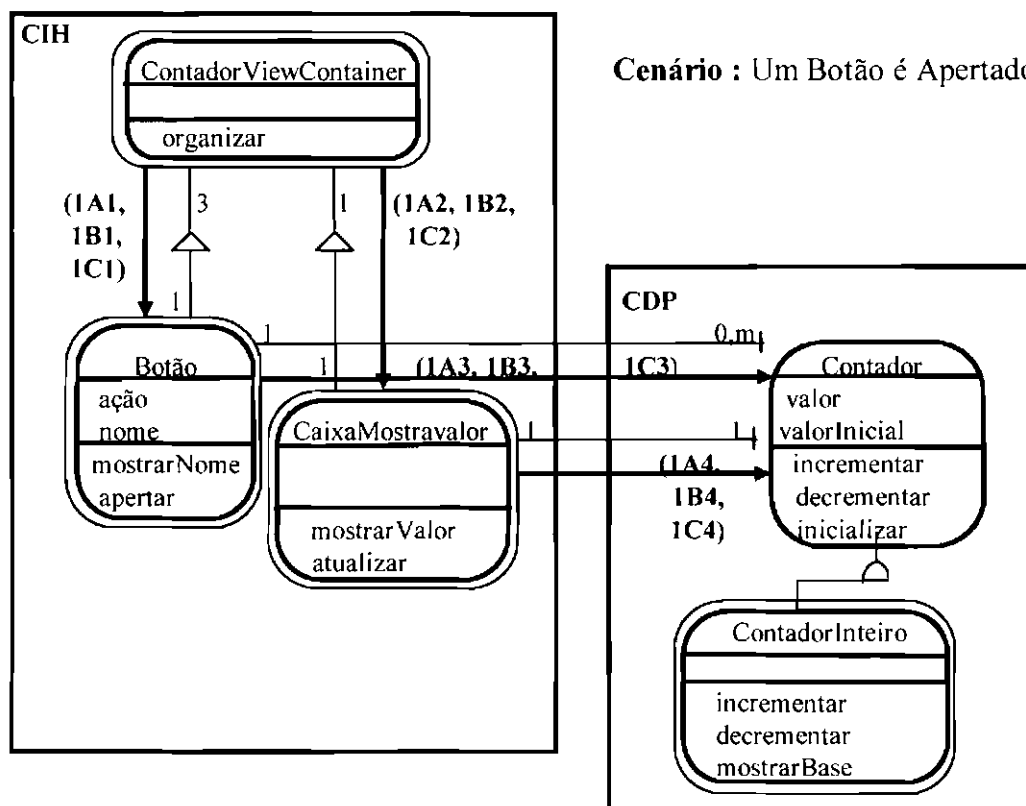 CIH
ContadorViewContainer
organizar
Cenário : Um Botão é Apertado
(1A1,
1B1,
1C1)
3
1
(1A2, 1B2,
1C2)
1
CDP
1
0,m
Botão
ação
nome
mostrarNome
apertar
1
(1A3, 1B3,
1C3)
Contador
valor
valorInicial
incrementar
decrementar
inicializar
CaixaMostravalor
mostrarValor
atualizar
1
1
(1A4,
1B4,
1C4)
ContadorInteiro
incrementar
decrementar
mostrarBase